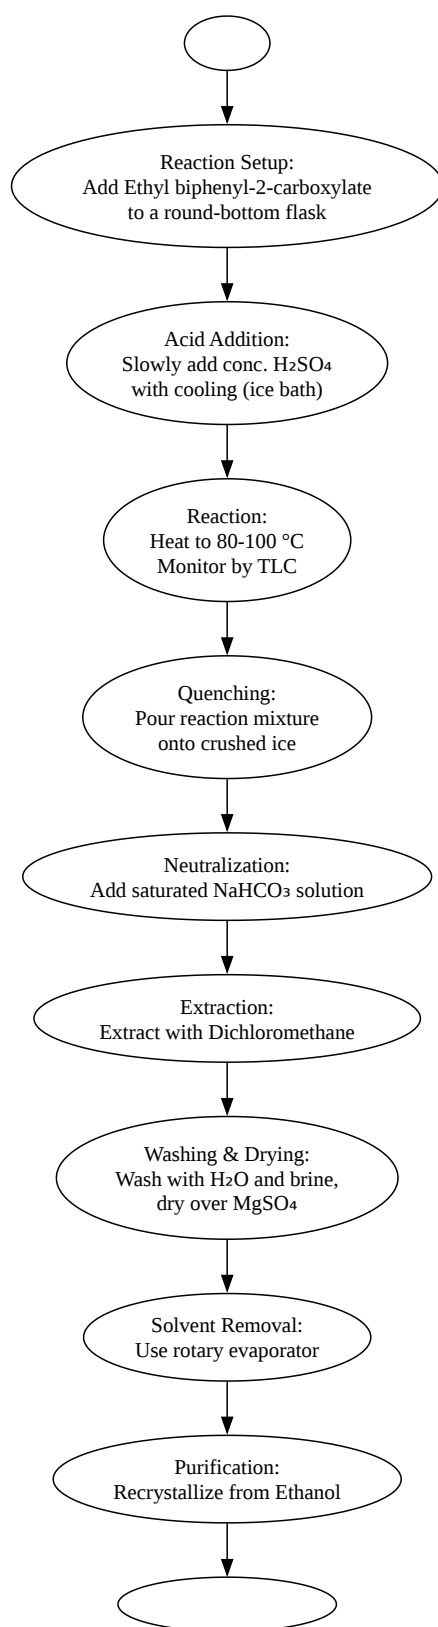 Reaction Setup:
Add Ethyl biphenyl-2-carboxylate
to a round-bottom flask
Acid Addition:
Slowly add conc. H₂SO₄
with cooling (ice bath)
Reaction:
Heat to 80-100 °C
Monitor by TLC
Quenching:
Pour reaction mixture
onto crushed ice
Neutralization:
Add saturated NaHCO₃ solution
Extraction:
Extract with Dichloromethane
Washing & Drying:
Wash with H₂O and brine,
dry over MgSO₄
Solvent Removal:
Use rotary evaporator
Purification:
Recrystallize from Ethanol